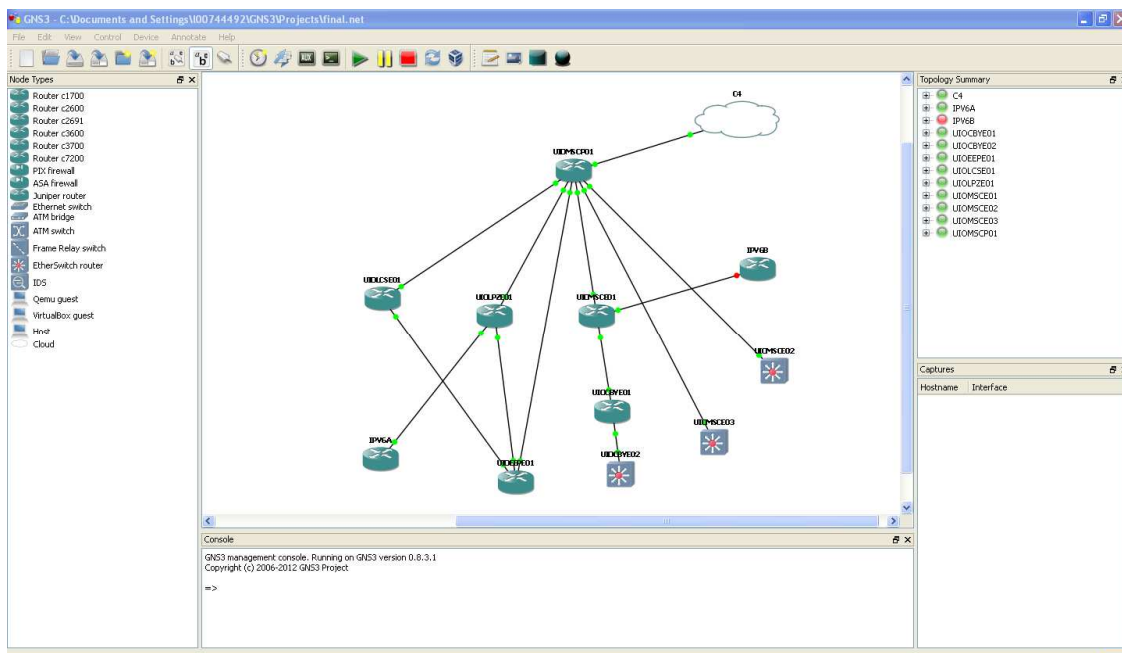 GNS3 - C:\Documents and Settings\l00744492\GNS3\Projects\final.net
File Edit View Control Device Annotate Help
Node Types
Router c1700
Router c2600
Router c2691
Router c3600
Router c3700
Router c7200
PIX firewall
ASA firewall
Juniper router
Ethernet switch
ATM bridge
ATM switch
Frame Relay switch
EtherSwitch router
IDS
Qemu guest
VirtualBox guest
Host
Cloud
C4
UIOMSCP01
IPV6B
UIOLCSE01
UIOLPZE01
UIOMSCE01
UIOMSCE02
UIOCBYE01
UIOMSCE03
IPV6A
UIOEEPE01
UIOCBYE02
Console
GNS3 management console. Running on GNS3 version 0.8.3.1
Copyright (c) 2006-2012 GNS3 Project
=>
Topology Summary
C4
IPV6A
IPV6B
UIOCBYE01
UIOCBYE02
UIOEEPE01
UIOLCSE01
UIOLPZE01
UIOMSCE01
UIOMSCE02
UIOMSCE03
UIOMSCP01
Captures
Hostname Interface